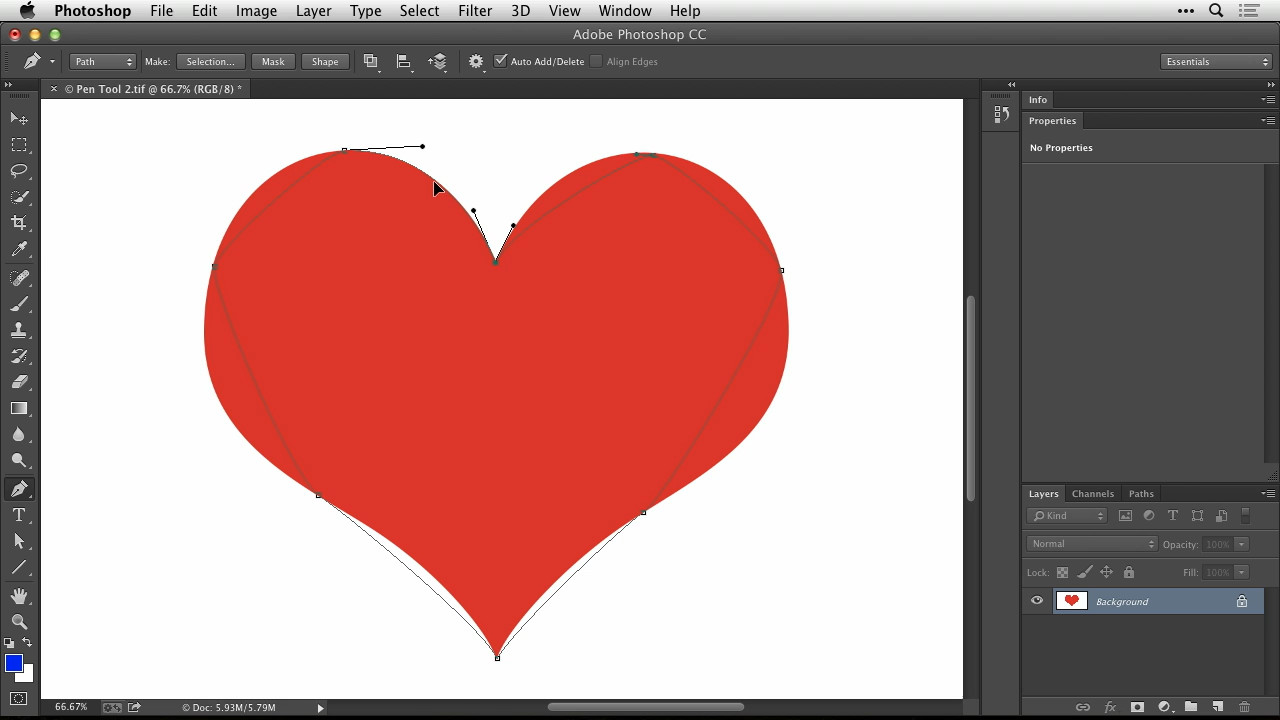 Photoshop File Edit Image Layer Type Select Filter 3D View Window Help
Adobe Photoshop CC
Path Make: Selection... Mask Shape Auto Add/Delete Align Edges Essentials
© Pen Tool 2.tif @ 66.7% (RGB/8) *
Info
Properties
No Properties
Layers Channels Paths
Kind
Normal Opacity: 100%
Lock: Fill: 100%
Background
66.67% © Doc: 5.93M/5.79M